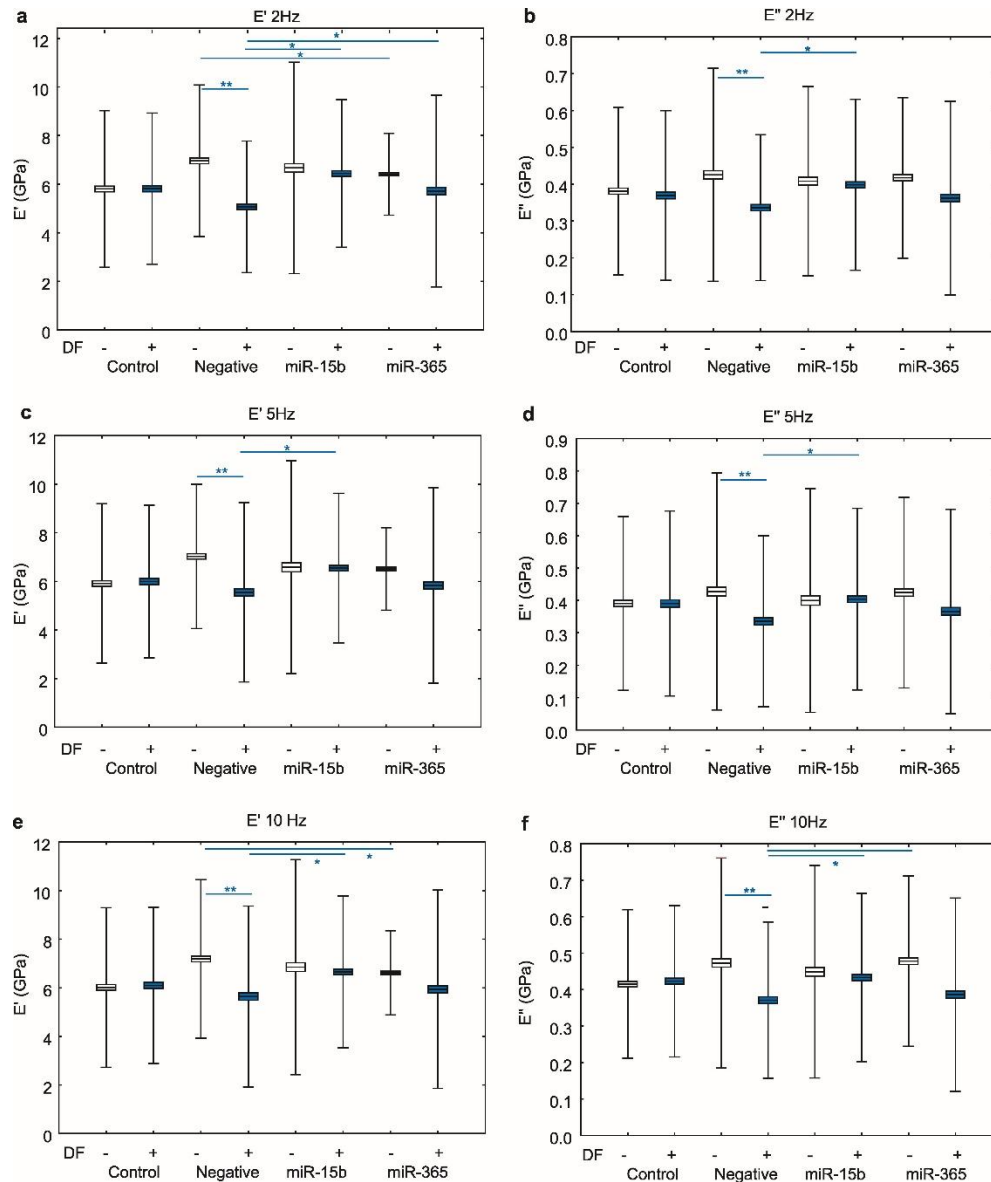 a
E' 2Hz
12
10
8
6
4
2
0
E' (GPa)
*
*
*
**
DF - + - + - + - +
Control Negative miR-15b miR-365
b
E'' 2Hz
0.8
0.7
0.6
0.5
0.4
0.3
0.2
0.1
0.0
E'' (GPa)
*
**
DF - + - + - + - +
Control Negative miR-15b miR-365
c
E' 5Hz
12
10
8
6
4
2
0
E' (GPa)
*
**
DF - + - + - + - +
Control Negative miR-15b miR-365
d
E'' 5Hz
0.9
0.8
0.7
0.6
0.5
0.4
0.3
0.2
0.1
0.0
E'' (GPa)
*
**
DF - + - + - + - +
Control Negative miR-15b miR-365
e
E' 10 Hz
12
10
8
6
4
2
0
E' (GPa)
* *
**
DF - + - + - + - +
Control Negative miR-15b miR-365
f
E'' 10Hz
0.8
0.7
0.6
0.5
0.4
0.3
0.2
0.1
0.0
E'' (GPa)
*
**
DF - + - + - + - +
Control Negative miR-15b miR-365